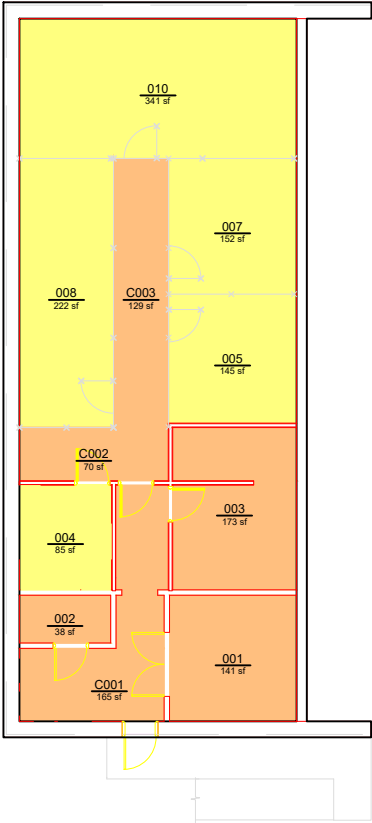 010
341 sf
007
152 sf
008
222 sf
C003
129 sf
005
145 sf
C002
70 sf
003
173 sf
004
85 sf
002
38 sf
001
141 sf
C001
165 sf